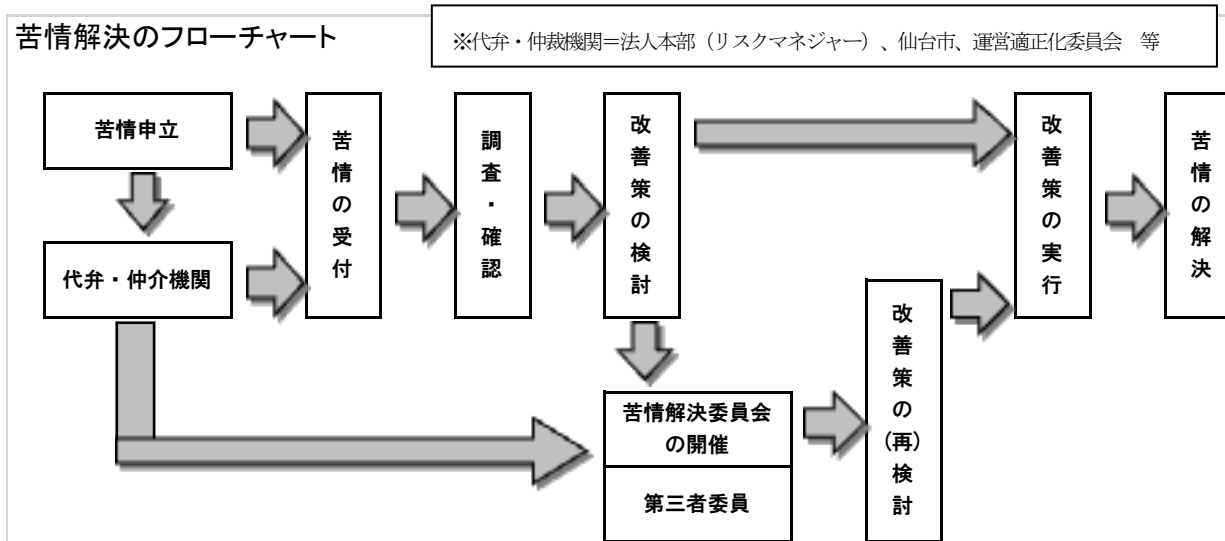 苦情解決のフローチャート
※代弁・仲裁機関＝法人本部（リスクマネジャー）、仙台市、運営適正化委員会　等
苦情申立
代弁・仲介機関
苦情の受付
調査・確認
改善策の検討
苦情解決委員会
の開催
第三者委員
改善策の(再)検討
改善策の実行
苦情の解決